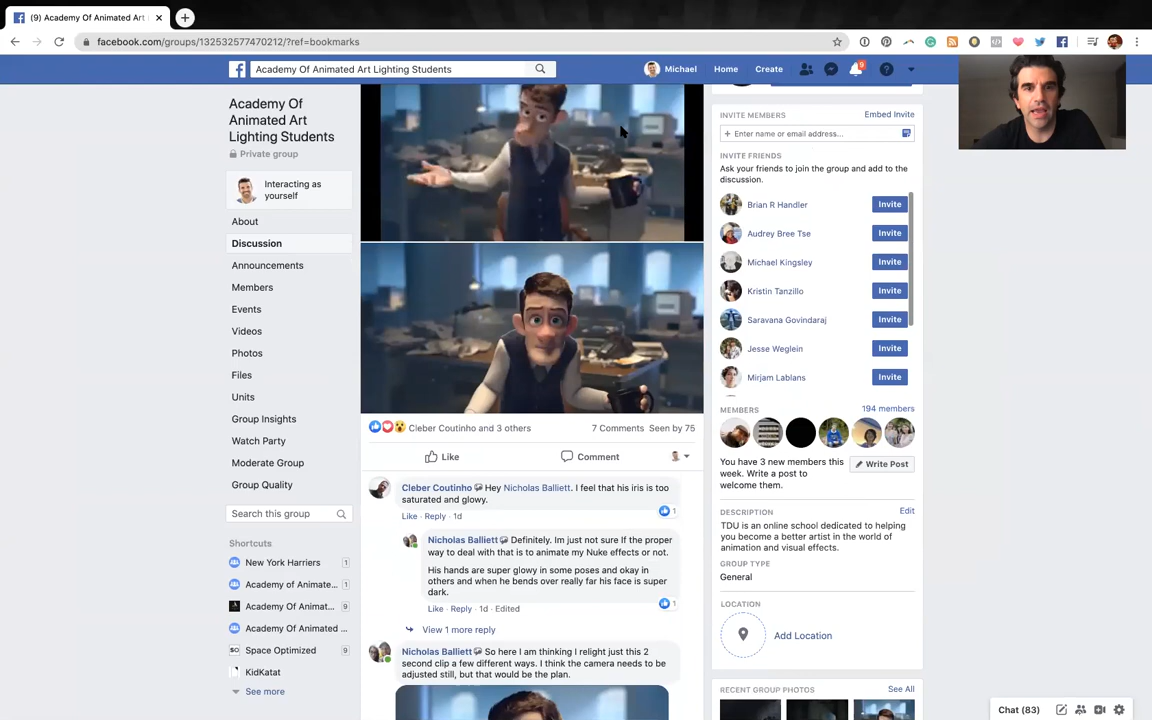 (9) Academy Of Animated Art
facebook.com/groups/132532577470212/?ref=bookmarks
Academy Of Animated Art Lighting Students
Michael
Home
Create
9
Academy Of
Animated Art
Lighting Students
Private group
Interacting as
yourself
About
Discussion
Announcements
Members
Events
Videos
Photos
Files
Units
Group Insights
Watch Party
Moderate Group
Group Quality
Search this group
Shortcuts
New York Harriers 1
Academy of Animate... 1
Academy Of Animat... 9
Academy Of Animated ...
Space Optimized 9
KidKatat
See more
Cleber Coutinho and 3 others
7 Comments Seen by 75
Like
Comment
Cleber Coutinho Hey Nicholas Balliett. I feel that his iris is too
saturated and glowy.
1
Like · Reply · 1d
Nicholas Balliett Definitely. Im just not sure If the proper
way to deal with that is to animate my Nuke effects or not.
His hands are super glowy in some poses and okay in
others and when he bends over really far his face is super
dark.
1
Like · Reply · 1d · Edited
View 1 more reply
Nicholas Balliett So here I am thinking I relight just this 2
second clip a few different ways. I think the camera needs to be
adjusted still, but that would be the plan.
INVITE MEMBERS
Embed Invite
+ Enter name or email address...
INVITE FRIENDS
Ask your friends to join the group and add to the
discussion.
Brian R Handler Invite
Audrey Bree Tse Invite
Michael Kingsley Invite
Kristin Tanzillo Invite
Saravana Govindaraj Invite
Jesse Weglein Invite
Mirjam Lablans Invite
MEMBERS
194 members
You have 3 new members this
week. Write a post to
welcome them.
Write Post
DESCRIPTION
Edit
TDU is an online school dedicated to helping
you become a better artist in the world of
animation and visual effects.
GROUP TYPE
General
LOCATION
Add Location
RECENT GROUP PHOTOS
See All
Chat (83)